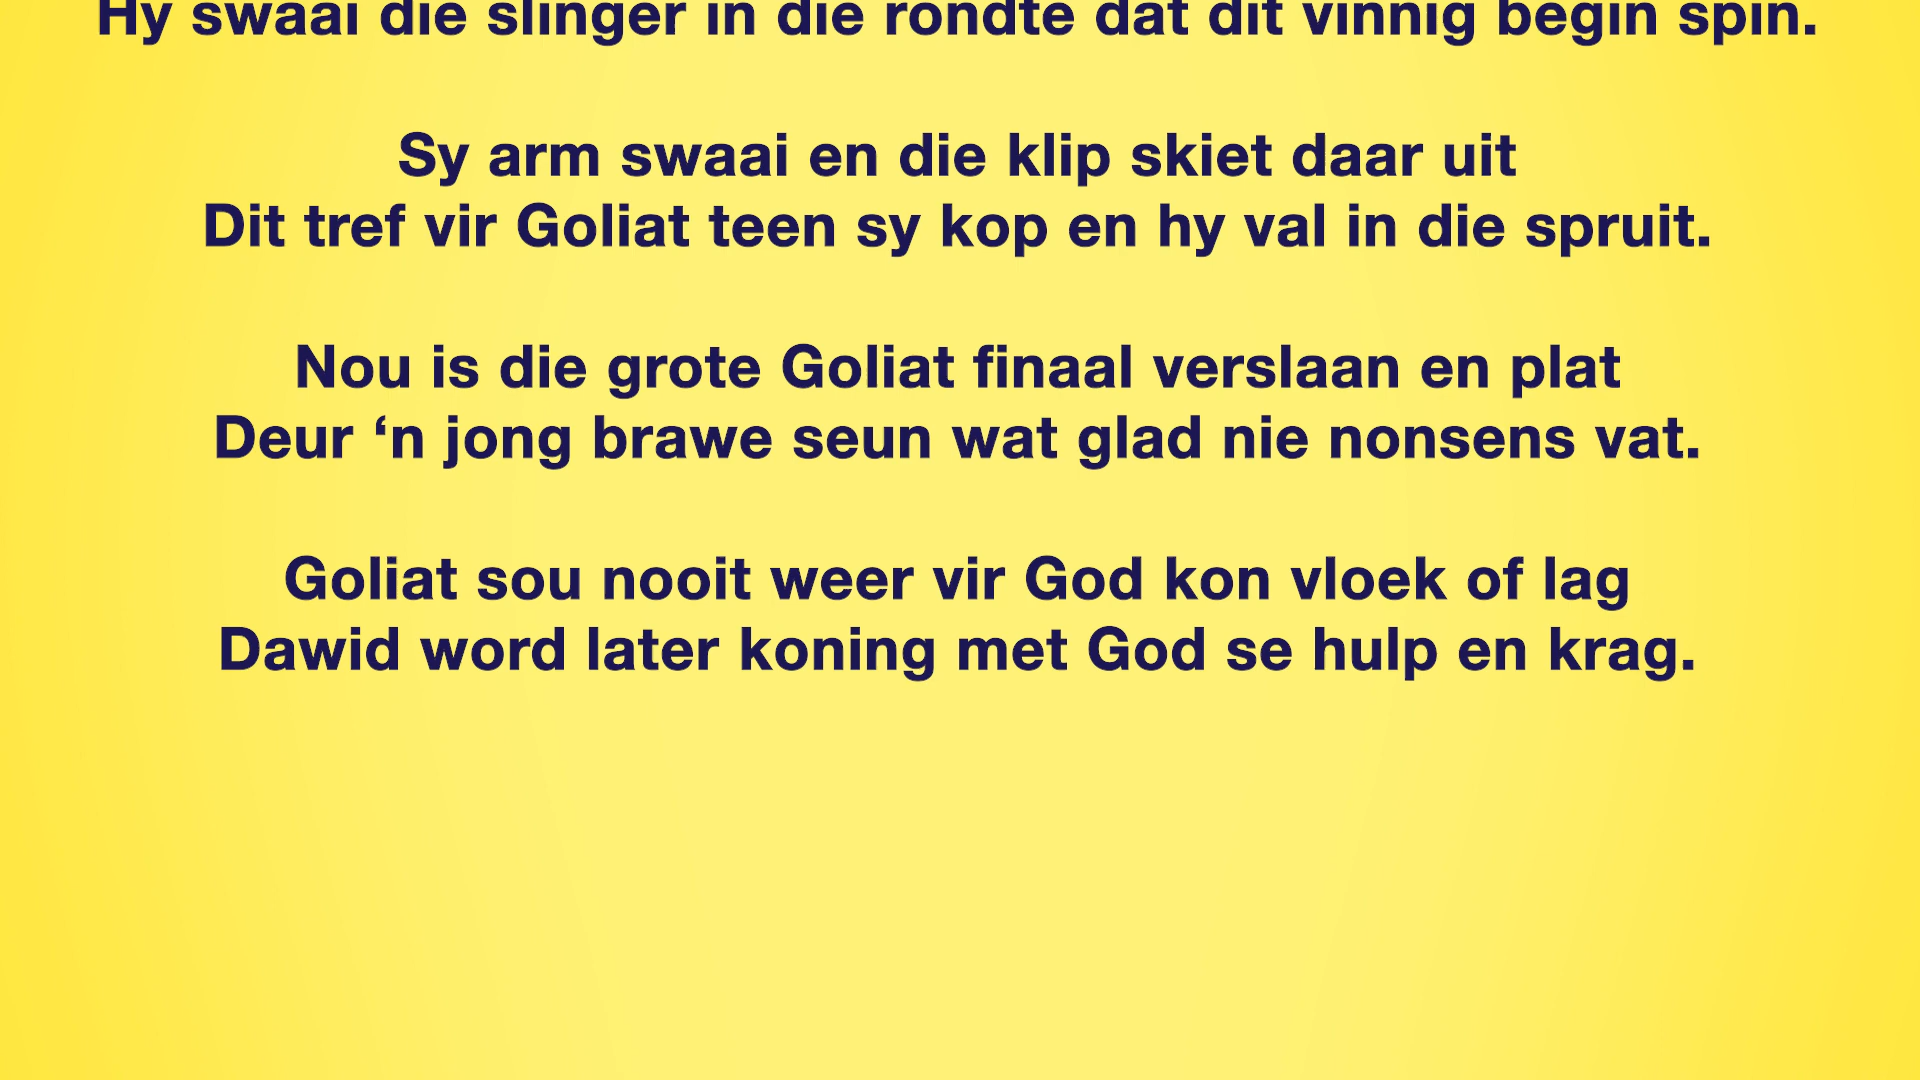 Hy swaai die slinger in die rondte dat dit vinnig begin spin.
Sy arm swaai en die klip skiet daar uit
Dit tref vir Goliat teen sy kop en hy val in die spruit.
Nou is die grote Goliat finaal verslaan en plat
Deur ‘n jong brawe seun wat glad nie nonsens vat.
Goliat sou nooit weer vir God kon vloek of lag
Dawid word later koning met God se hulp en krag.